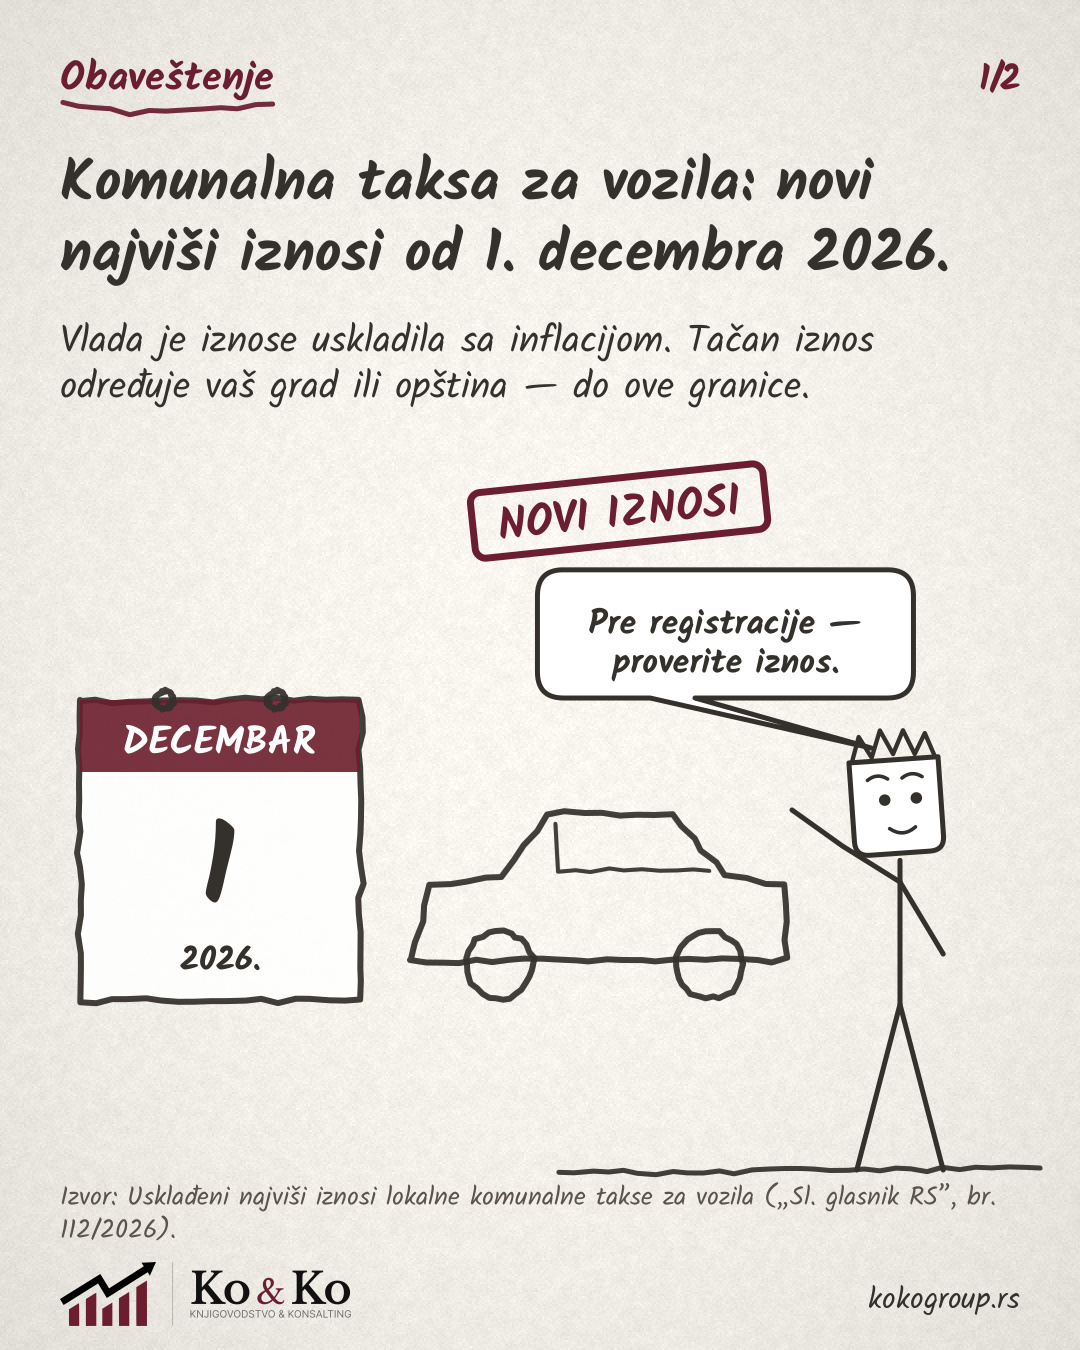 Obaveštenje
1/2
Komunalna taksa za vozila: novi
najviši iznosi od 1. decembra 2026.
Vlada je iznose uskladila sa inflacijom. Tačan iznos
određuje vaš grad ili opština — do ove granice.
NOVI IZNOSI
Pre registracije —
proverite iznos.
DECEMBAR
1
2026.
Izvor: Usklađeni najviši iznosi lokalne komunalne takse za vozila („Sl. glasnik RS”, br.
112/2026).
Ko & Ko
KNJIGOVODSTVO & KONSALTING
kokogroup.rs